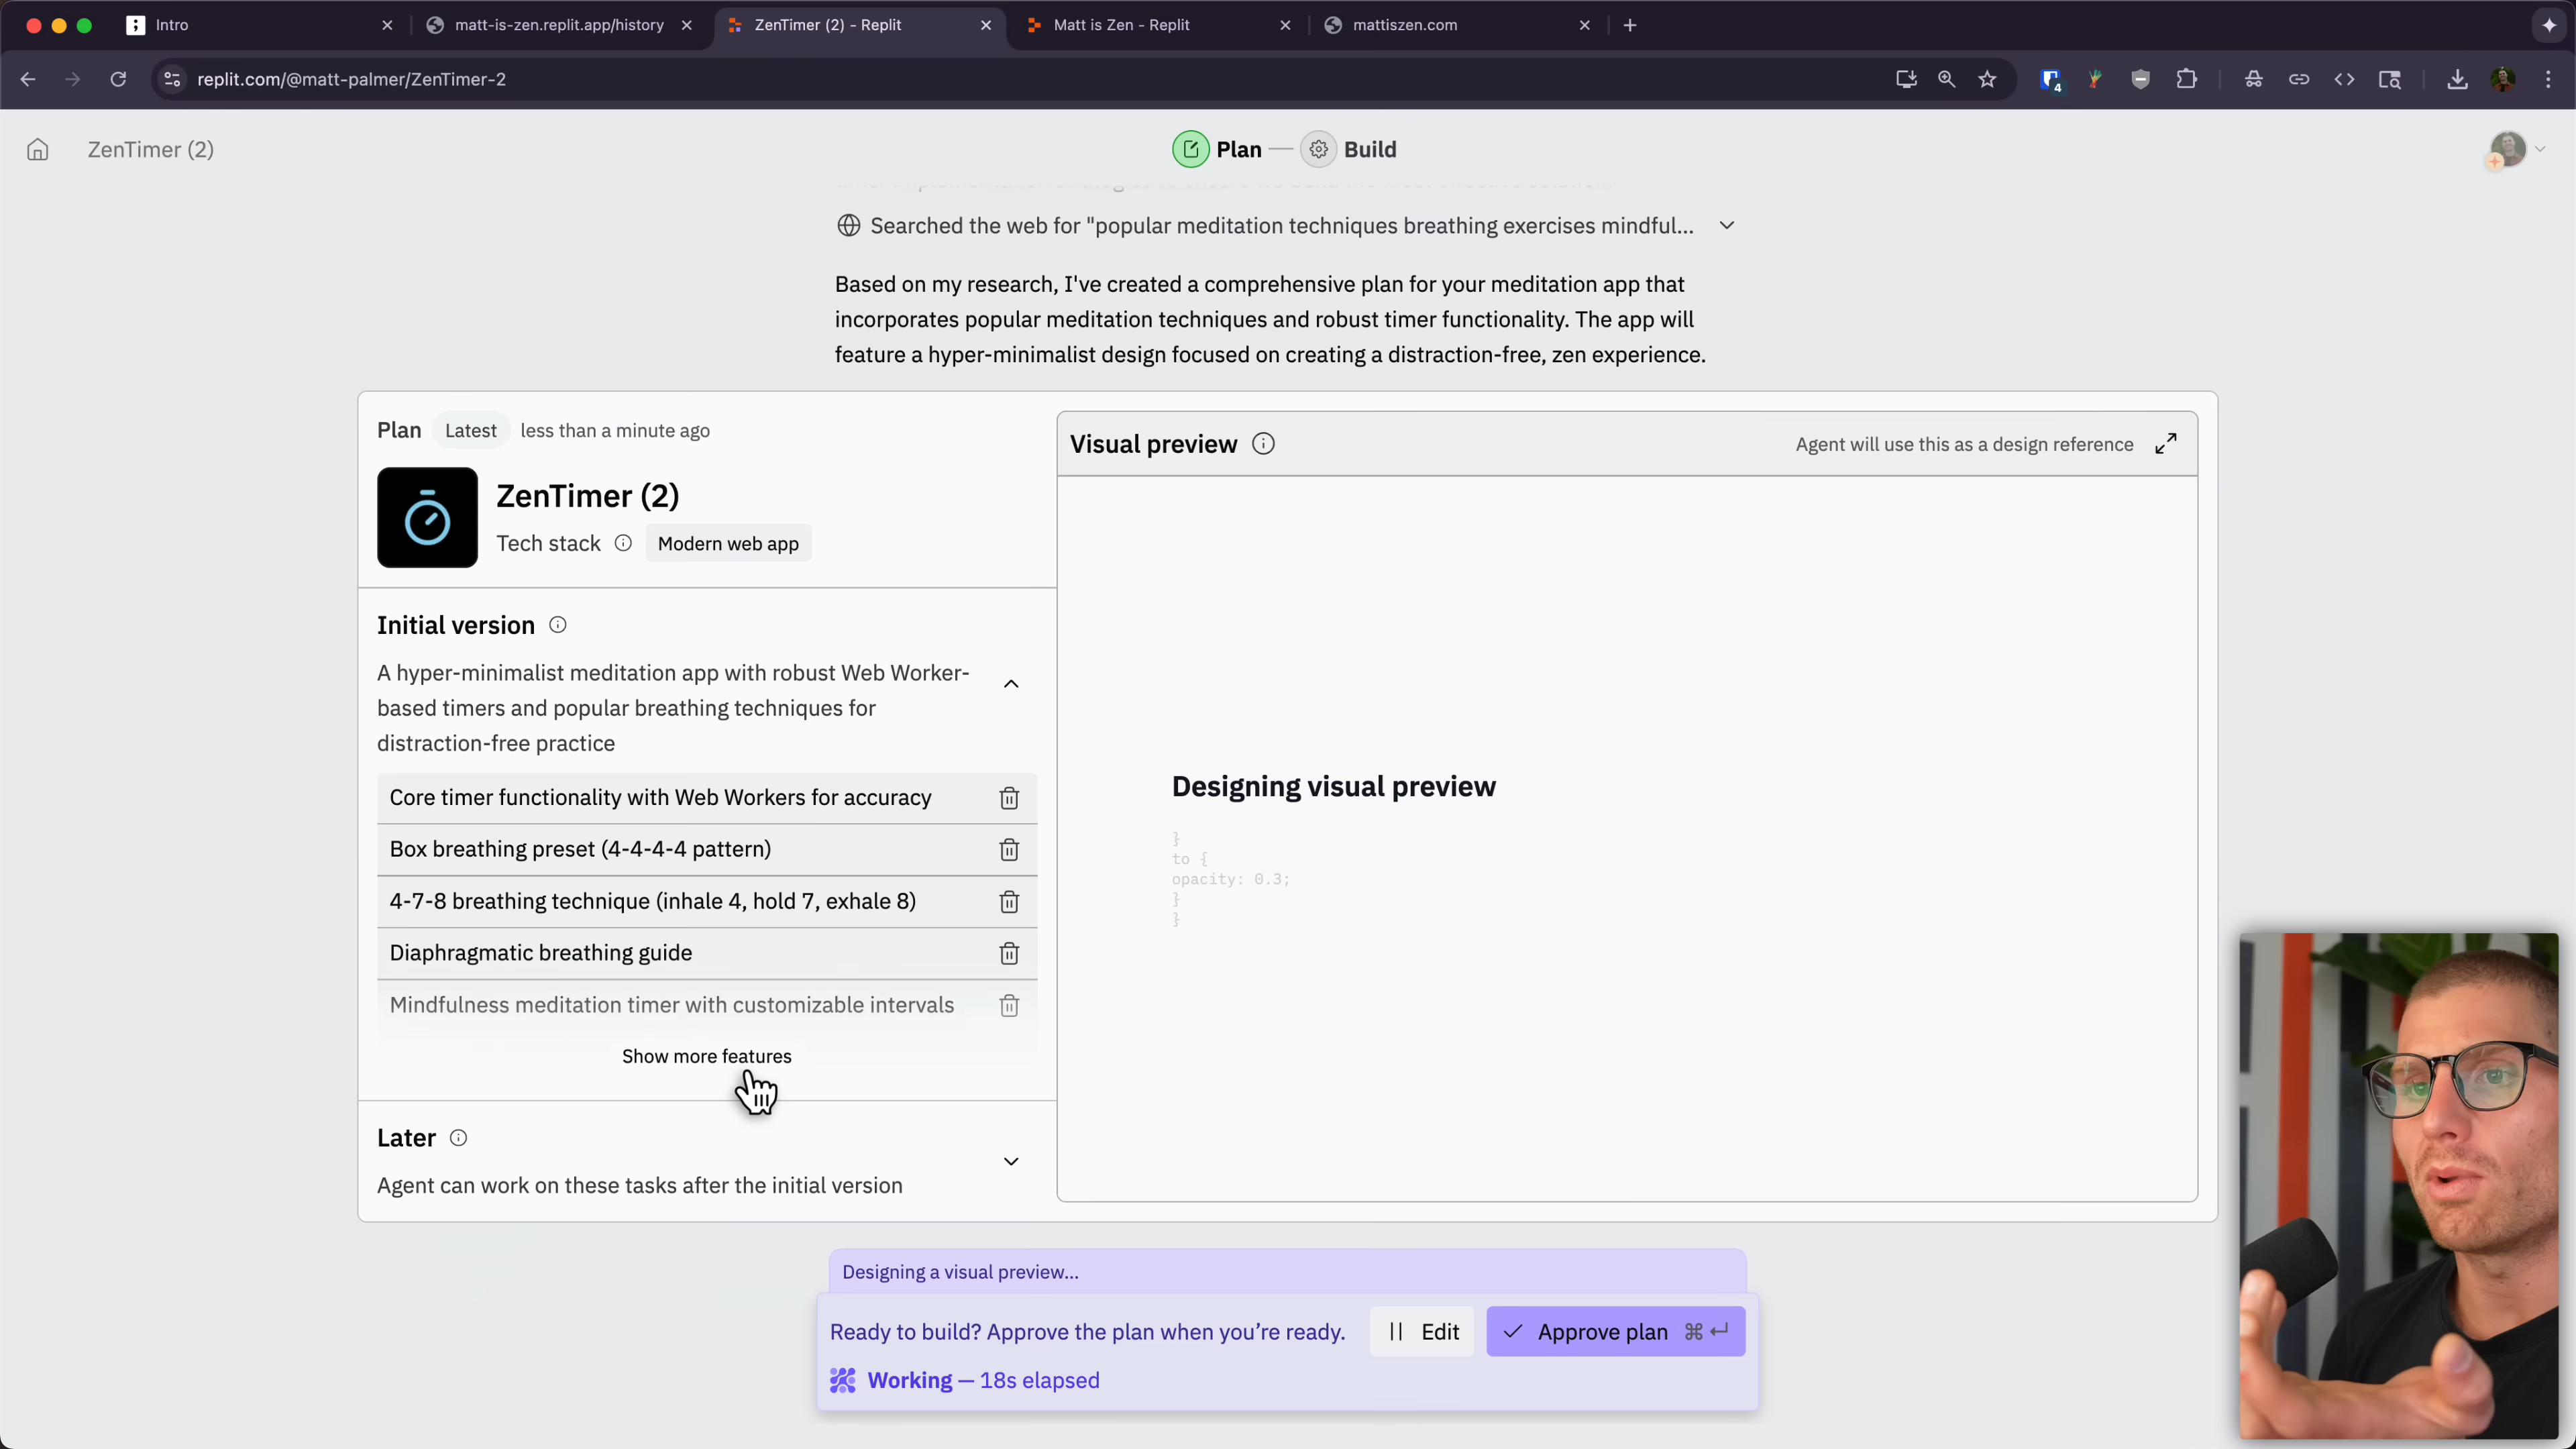 Intro
matt-is-zen.replit.app/history
ZenTimer (2) - Replit
Matt is Zen - Replit
mattiszen.com
replit.com/@matt-palmer/ZenTimer-2
4
ZenTimer (2)
Plan
Build
Searched the web for "popular meditation techniques breathing exercises mindful...
Based on my research, I've created a comprehensive plan for your meditation app that
incorporates popular meditation techniques and robust timer functionality. The app will
feature a hyper-minimalist design focused on creating a distraction-free, zen experience.
Plan Latest less than a minute ago
ZenTimer (2)
Tech stack Modern web app
Initial version
A hyper-minimalist meditation app with robust Web Worker-
based timers and popular breathing techniques for
distraction-free practice
Core timer functionality with Web Workers for accuracy
Box breathing preset (4-4-4-4 pattern)
4-7-8 breathing technique (inhale 4, hold 7, exhale 8)
Diaphragmatic breathing guide
Mindfulness meditation timer with customizable intervals
Show more features
Later
Agent can work on these tasks after the initial version
Visual preview
Agent will use this as a design reference
Designing visual preview
}
to {
opacity: 0.3;
}
}
Designing a visual preview...
Ready to build? Approve the plan when you're ready.
Edit
Approve plan ⌘ ↵
Working — 18s elapsed